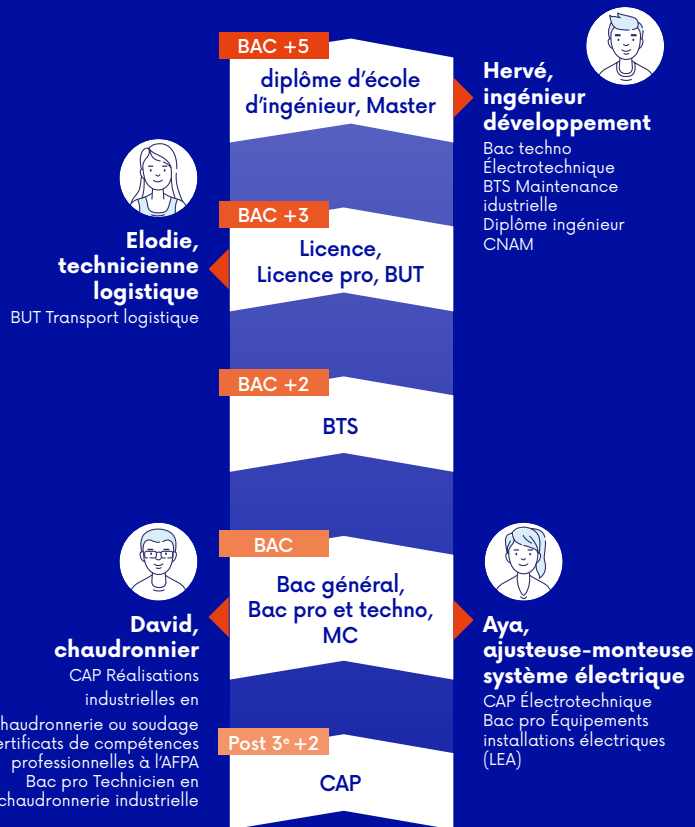 BAC +5
diplôme d'école
d'ingénieur, Master
Hervé,
ingénieur
développement
Bac techno
Électrotechnique
BTS Maintenance
idustrielle
Diplôme ingénieur
CNAM
BAC +3
Licence,
Licence pro, BUT
Elodie,
technicienne
logistique
BUT Transport logistique
BAC +2
BTS
BAC
Bac général,
Bac pro et techno,
MC
David,
chaudronnier
CAP Réalisations
industrielles en
haudronnerie ou soudage
ertificats de compétences
professionnelles à l'AFPA
Bac pro Technicien en
chaudronnerie industrielle
Aya,
ajusteuse-monteuse
système électrique
CAP Électrotechnique
Bac pro Équipements
installations électriques
(LEA)
Post 3e +2
CAP